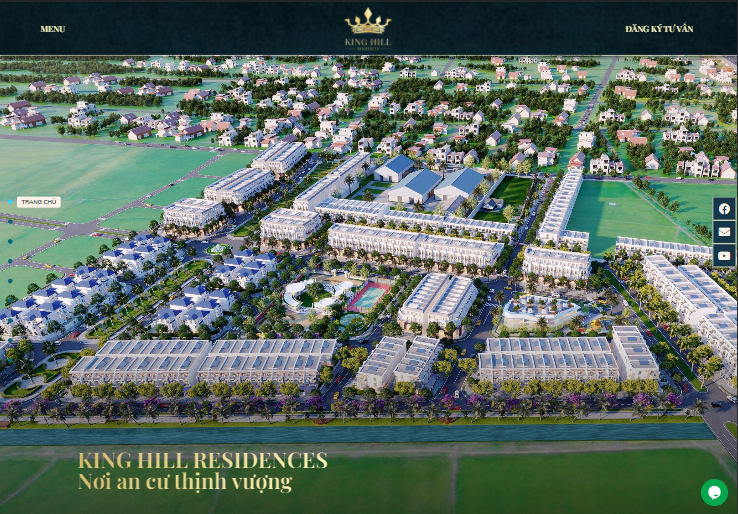 MENU
KING HILL
ĐĂNG KÝ TƯ VẤN
TRANG CHỦ
KING HILL RESIDENCES
Nơi an cư thịnh vượng